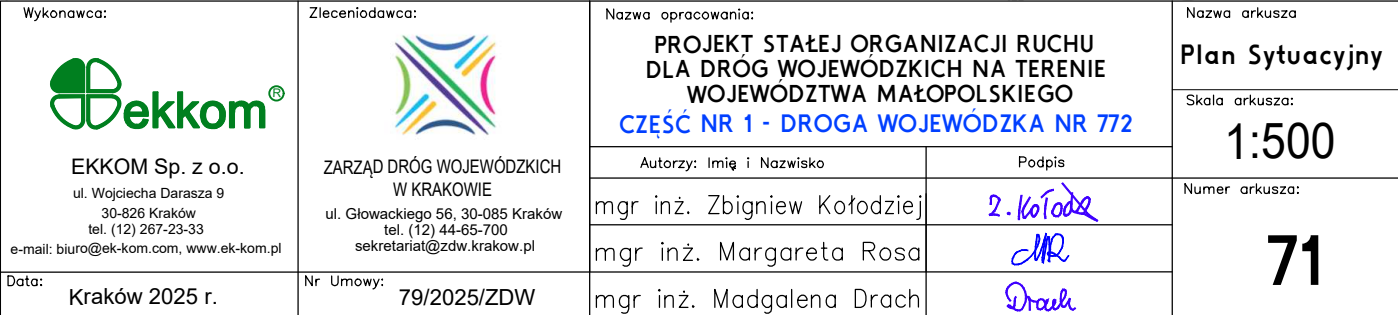 Wykonawca:
ekkom®
EKKOM Sp. z o.o.
ul. Wojciecha Darasza 9
30-826 Kraków
tel. (12) 267-23-33
e-mail: biuro@ek-kom.com, www.ek-kom.pl
Data:
Kraków 2025 r.
Zleceniodawca:
ZARZĄD DRÓG WOJEWÓDZKICH
W KRAKOWIE
ul. Głowackiego 56, 30-085 Kraków
tel. (12) 44-65-700
sekretariat@zdw.krakow.pl
Nr Umowy:
79/2025/ZDW
Nazwa opracowania:
PROJEKT STAŁEJ ORGANIZACJI RUCHU
DLA DRÓG WOJEWÓDZKICH NA TERENIE
WOJEWÓDZTWA MAŁOPOLSKIEGO
CZĘŚĆ NR 1 - DROGA WOJEWÓDZKA NR 772
Autorzy: Imię i Nazwisko
Podpis
mgr inż. Zbigniew Kołodziej
Z. Kołodz
mgr inż. Margareta Rosa
MR
mgr inż. Madgalena Drach
Drach
Nazwa arkusza
Plan Sytuacyjny
Skala arkusza:
1:500
Numer arkusza:
71